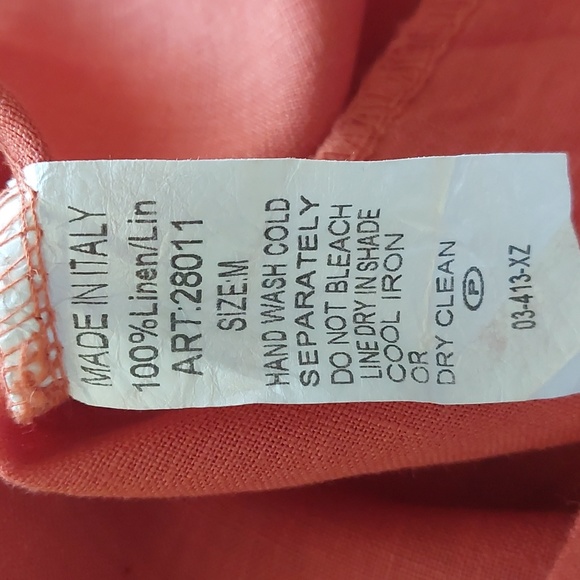 MADE IN ITALY
100%Linen/Lin
ART:28011
SIZE:M
HAND WASH COLD
SEPARATELY
DO NOT BLEACH
LINE DRY IN SHADE
COOL IRON
OR
DRY CLEAN
P
03-413-XZ